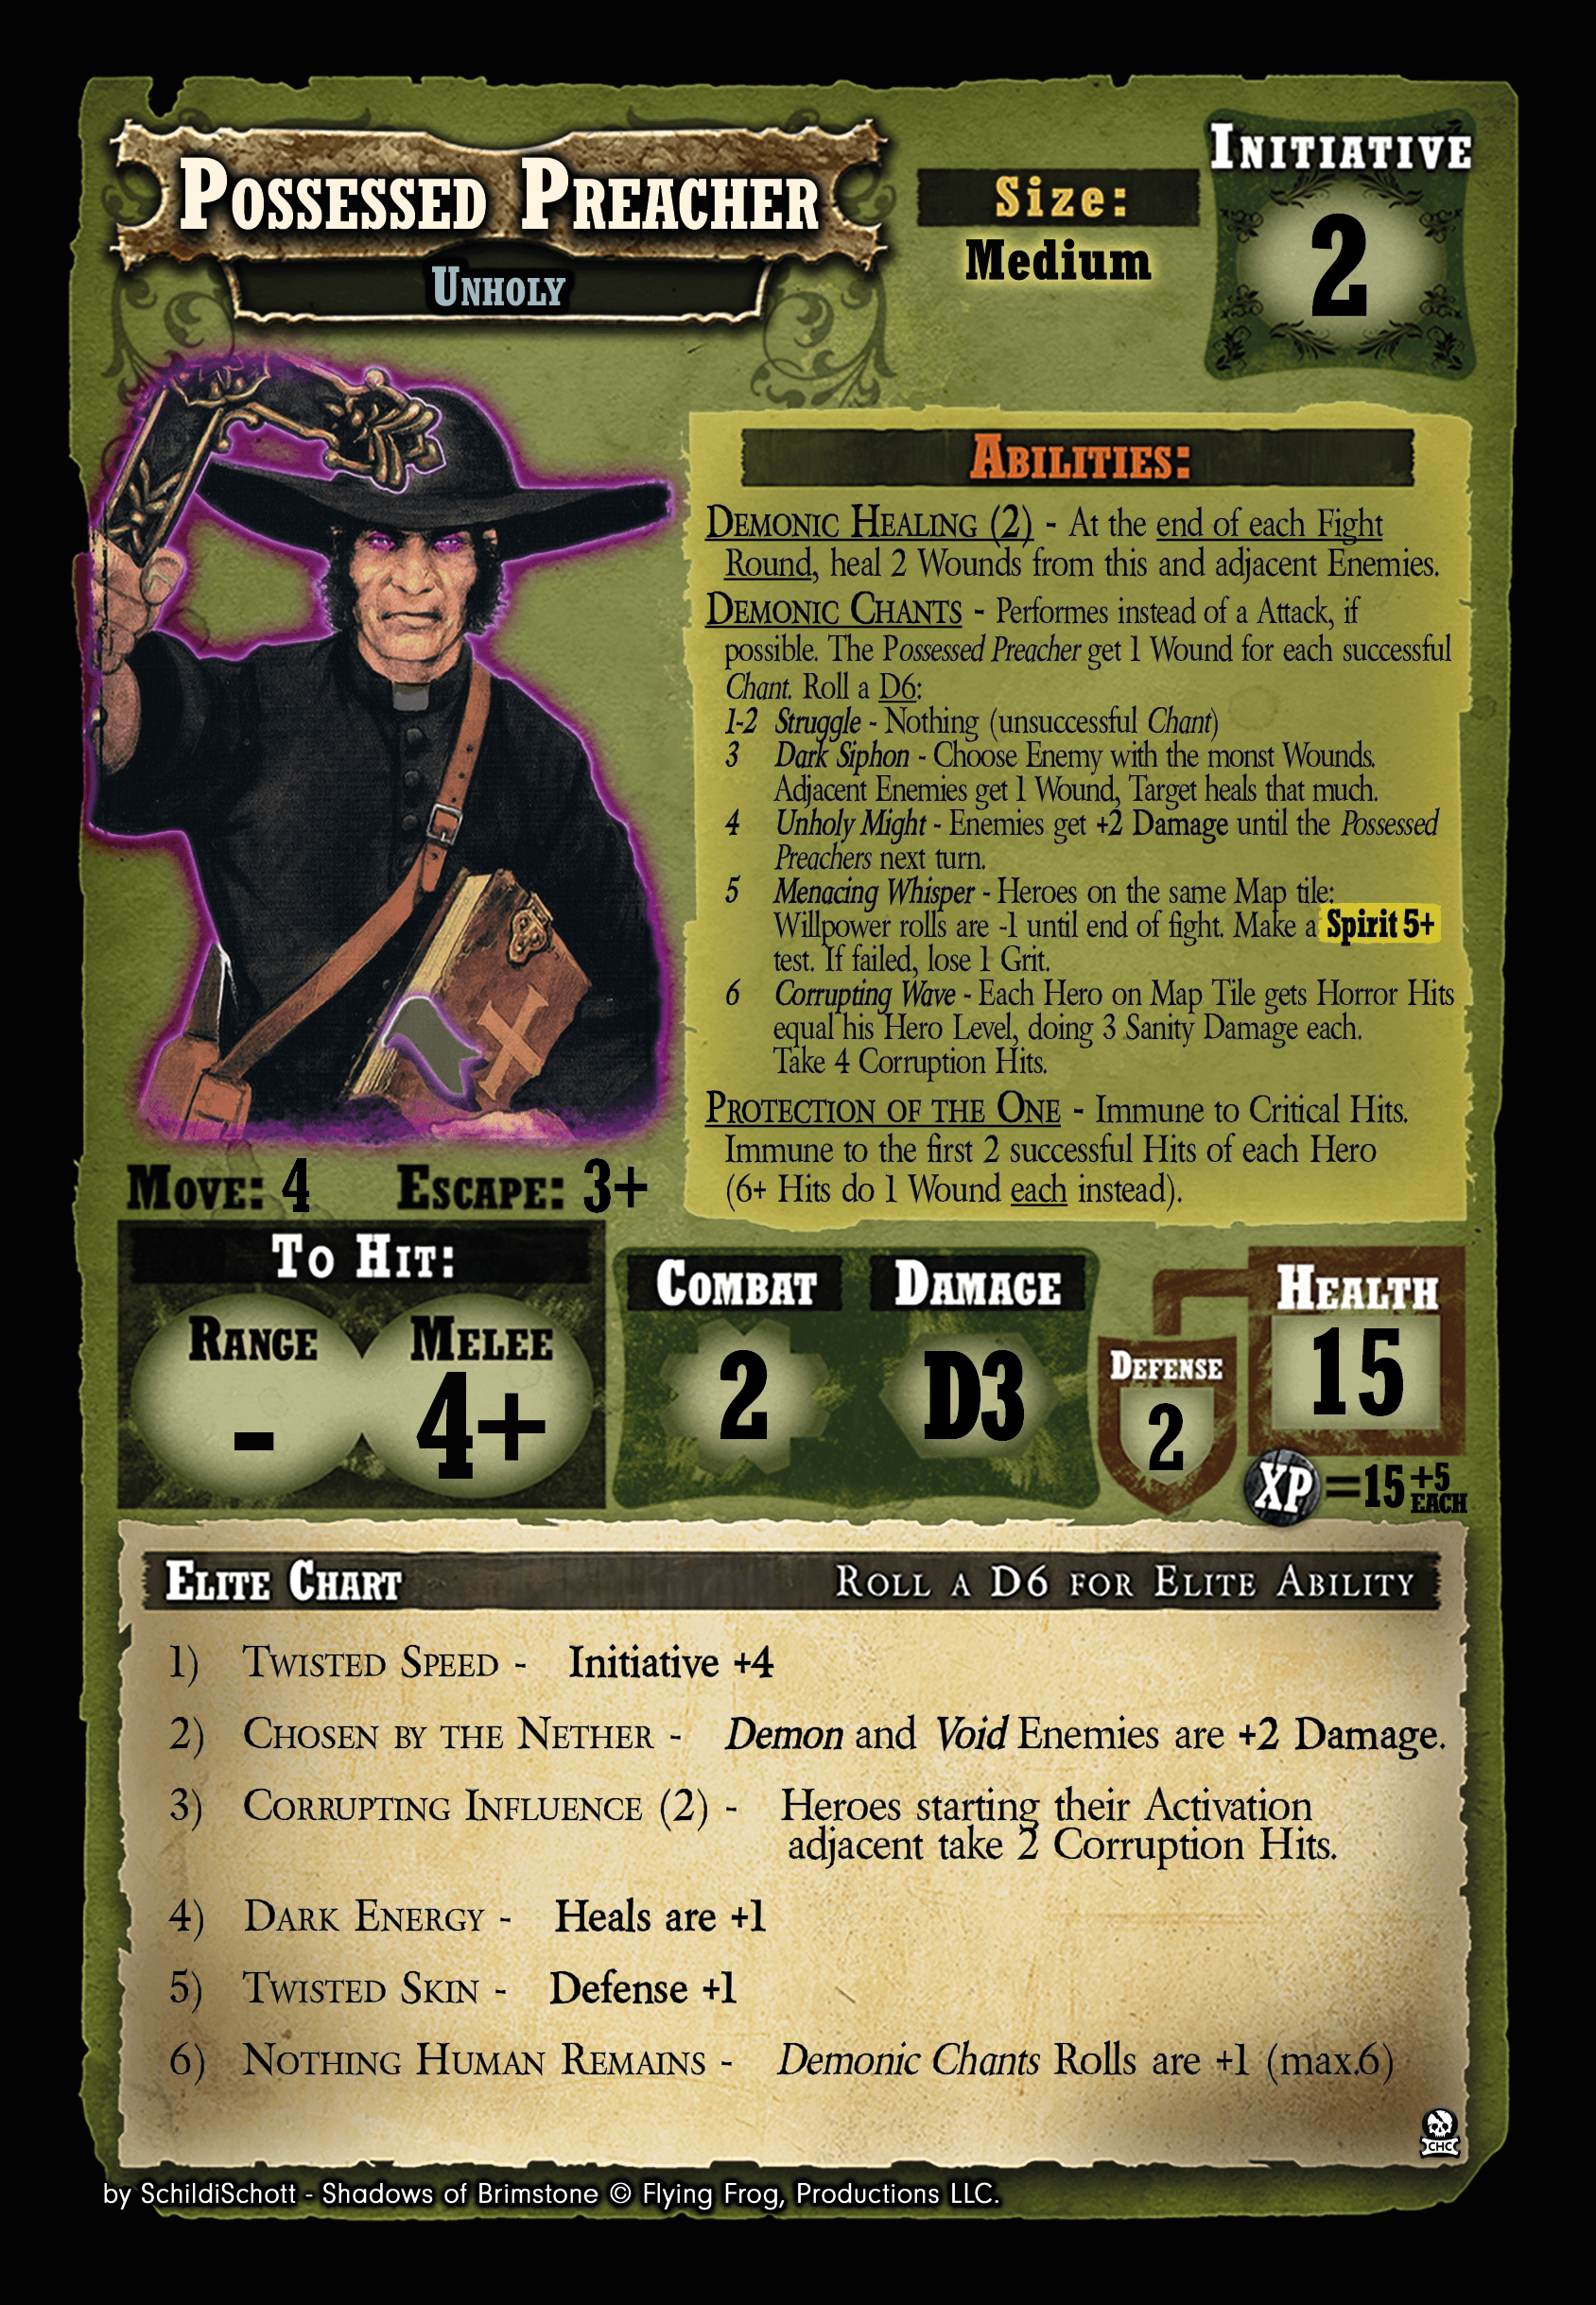 Possessed Preacher
Unholy
Size:
Medium
Initiative
2
Abilities:
Demonic Healing (2) - At the end of each Fight
Round, heal 2 Wounds from this and adjacent Enemies.
Demonic Chants - Performes instead of a Attack, if
possible. The Possessed Preacher get 1 Wound for each successful
Chant. Roll a D6:
1-2 Struggle - Nothing (unsuccessful Chant)
3 Dark Siphon - Choose Enemy with the monst Wounds.
Adjacent Enemies get 1 Wound, Target heals that much.
4 Unholy Might - Enemies get +2 Damage until the Possessed
Preachers next turn.
5 Menacing Whisper - Heroes on the same Map tile:
Willpower rolls are -1 until end of fight. Make a Spirit 5+
test. If failed, lose 1 Grit.
6 Corrupting Wave - Each Hero on Map Tile gets Horror Hits
equal his Hero Level, doing 3 Sanity Damage each.
Take 4 Corruption Hits.
Protection of the One - Immune to Critical Hits.
Immune to the first 2 successful Hits of each Hero
(6+ Hits do 1 Wound each instead).
Move: 4 Escape: 3+
To Hit:
Range
-
Melee
4+
Combat
2
Damage
D3
Defense
2
Health
15
XP =15 +5 EACH
Elite Chart Roll a D6 for Elite Ability
1) Twisted Speed - Initiative +4
2) Chosen by the Nether - Demon and Void Enemies are +2 Damage.
3) Corrupting Influence (2) - Heroes starting their Activation
adjacent take 2 Corruption Hits.
4) Dark Energy - Heals are +1
5) Twisted Skin - Defense +1
6) Nothing Human Remains - Demonic Chants Rolls are +1 (max.6)
CHC
by SchildiSchott - Shadows of Brimstone © Flying Frog, Productions LLC.